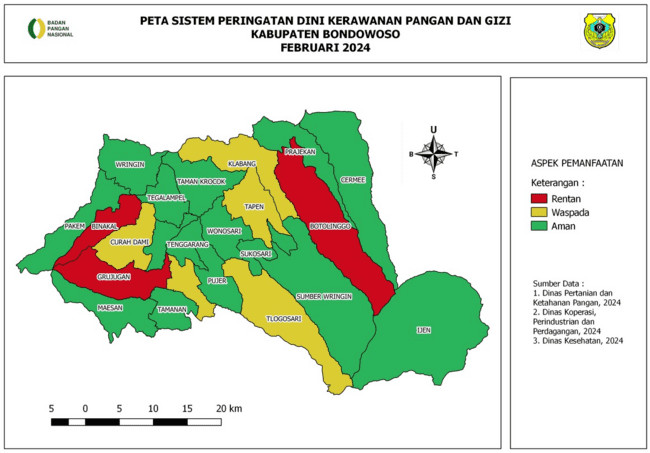 BADAN
PANGAN
NASIONAL
PETA SISTEM PERINGATAN DINI KERAWANAN PANGAN DAN GIZI
KABUPATEN BONDOWOSO
FEBRUARI 2024
U
B T
S
PRAJEKAN
WRINGIN
KLABANG
CERMEE
TAMAN KROCOK
TEGALAMPEL
TAPEN
PAKEM
BINAKAL
BOTOLINGGO
WONOSARI
CURAH DAMI
TENGGARANG
SUKOSARI
GRUJUGAN
PUJER
SUMBER WRINGIN
MAESAN
TAMANAN
TLOGOSARI
IJEN
5 0 5 10 15 20 km
ASPEK PEMANFAATAN
Keterangan :
Rentan
Waspada
Aman
Sumber Data :
1. Dinas Pertanian dan
Ketahanan Pangan, 2024
2. Dinas Koperasi,
Perindustrian dan
Perdagangan, 2024
3. Dinas Kesehatan, 2024